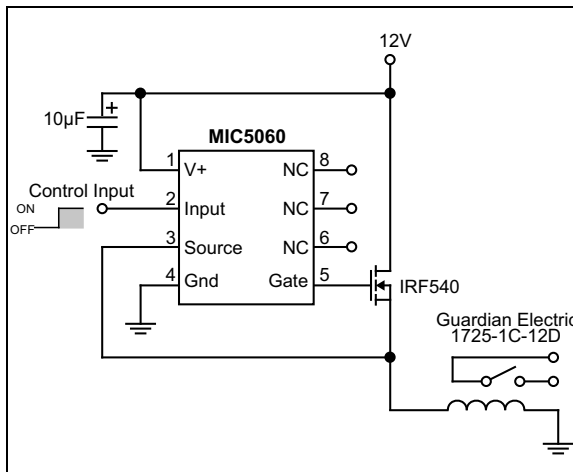 12V
+
10µF
MIC5060
1 V+ NC 8
Control Input
ON
OFF
2 Input NC 7
3 Source NC 6
4 Gnd Gate 5
IRF540
Guardian Electric
1725-1C-12D